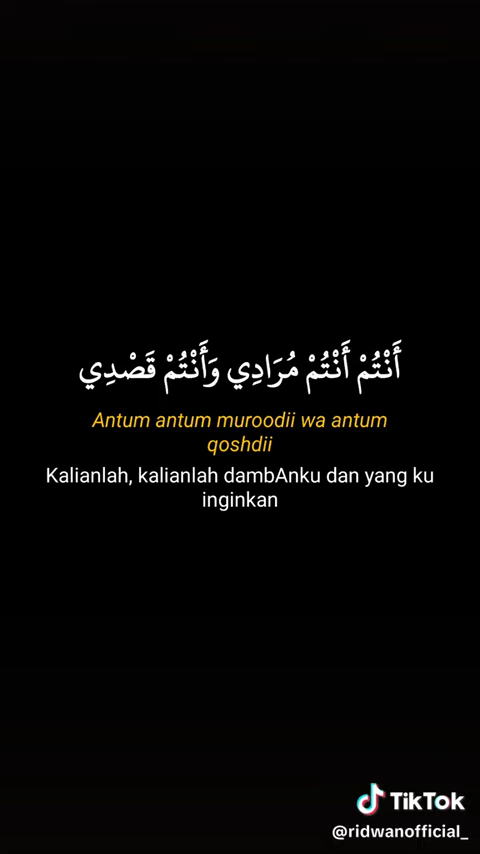 أَنْتُمْ أَنْتُمْ مُرَادِي وَأَنْتُمْ قَصْدِي
Antum antum muroodii wa antum
qoshdii
Kalianlah, kalianlah dambAnku dan yang ku
inginkan
TikTok
@ridwanofficial_